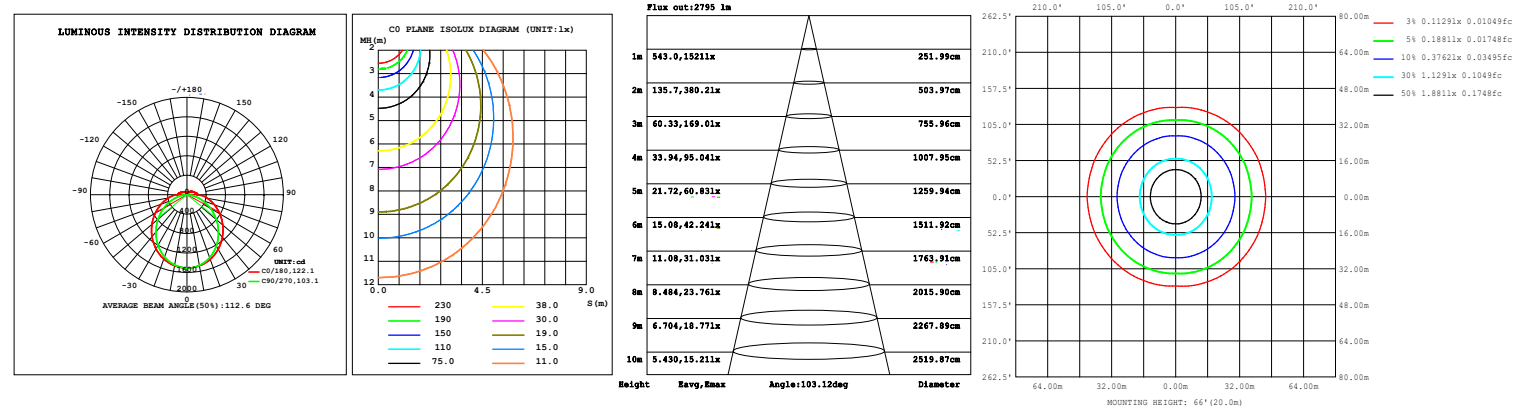 LUMINOUS INTENSITY DISTRIBUTION DIAGRAM
-/+180
-150
150
-120
120
-90
90
-60
60
-30
30
0
0
400
800
1200
1600
2000
UNIT:cd
C0/180,122.1
C90/270,103.1
AVERAGE BEAM ANGLE(50%):112.6 DEG
C0 PLANE ISOLUX DIAGRAM (UNIT:lx)
MH(m)
2
3
4
5
6
7
8
9
10
11
12
0.0
4.5
9.0
S(m)
230
38.0
190
30.0
150
19.0
110
15.0
75.0
11.0
Flux out:2795 lm
1m 543.0,1521lx 251.99cm
2m 135.7,380.2lx 503.97cm
3m 60.33,169.0lx 755.96cm
4m 33.94,95.04lx 1007.95cm
5m 21.72,60.83lx 1259.94cm
6m 15.08,42.24lx 1511.92cm
7m 11.08,31.03lx 1763.91cm
8m 8.484,23.76lx 2015.90cm
9m 6.704,18.77lx 2267.89cm
10m 5.430,15.21lx 2519.87cm
Height Eavg,Emax Angle:103.12deg Diameter
210.0' 105.0' 0.0' 105.0' 210.0'
262.5' 80.00m
210.0' 64.00m
157.5' 48.00m
105.0' 32.00m
52.5' 16.00m
0.0' 0.00m
52.5' 16.00m
105.0' 32.00m
157.5' 48.00m
210.0' 64.00m
262.5' 80.00m
64.00m 32.00m 0.00m 32.00m 64.00m
MOUNTING HEIGHT: 66'(20.0m)
3% 0.1129lx 0.01049fc
5% 0.1881lx 0.01748fc
10% 0.3762lx 0.03495fc
30% 1.129lx 0.1049fc
50% 1.881lx 0.1748fc